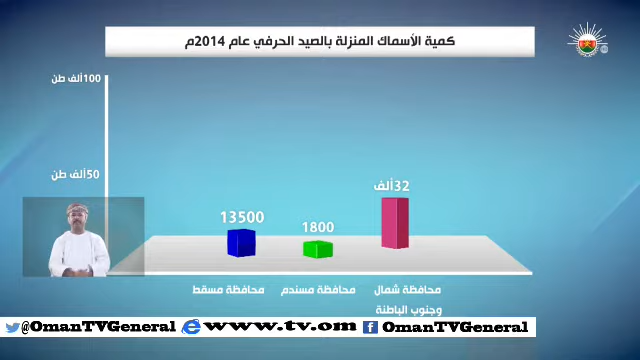 كمية الأسماك المنزلة بالصيد الحرفي عام 2014م
100ألف طن
50ألف طن
13500
1800
32ألف
محافظة مسقط
محافظة مسندم
محافظة شمال
وجنوب الباطنة
@OmanTVGeneral www.tv.om OmanTVGeneral